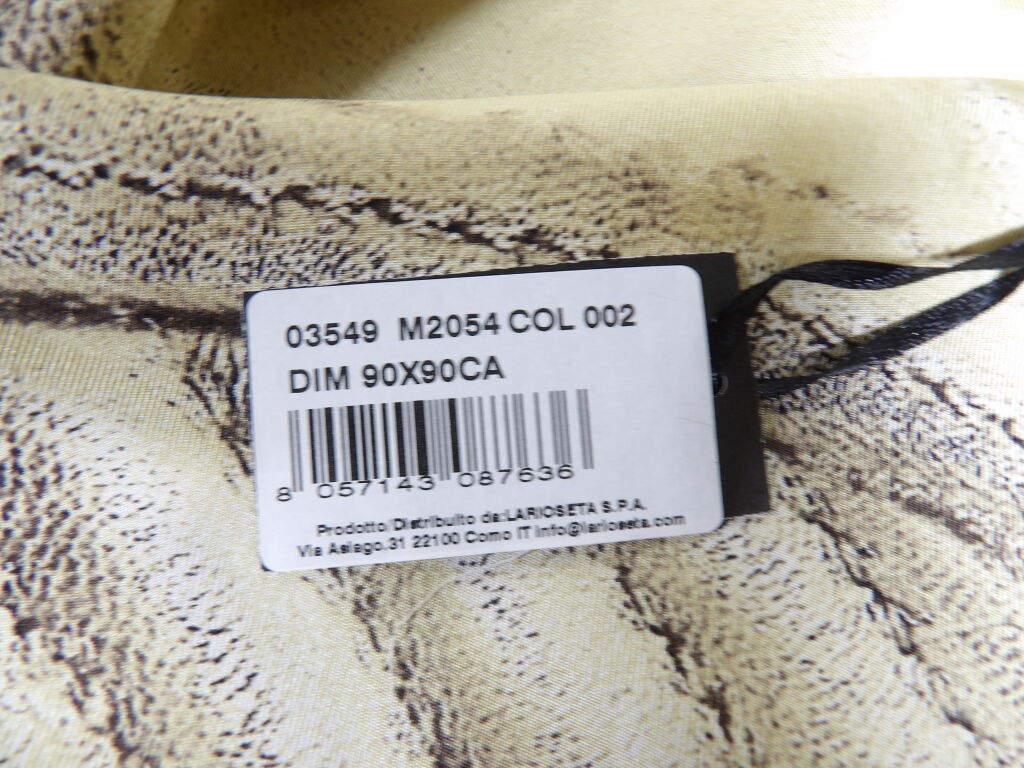 03549 M2054 COL 002
DIM 90X90CA
8 057143 087636
Prodotto/Distribuito da:LARIOSETA S.P.A.
Via Asiago,31 22100 Como IT info@larioseta.com